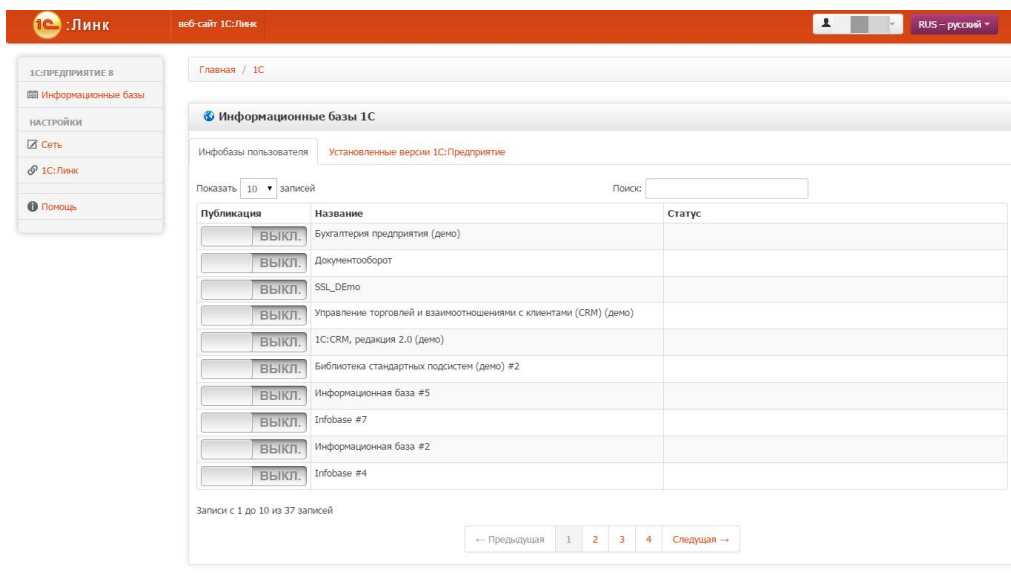 1С :Линк
веб-сайт 1С:Линк
RUS – русский
1С:ПРЕДПРИЯТИЕ 8
Информационные базы
НАСТРОЙКИ
Сеть
1С:Линк
Помощь
Главная / 1С
Информационные базы 1С
Инфобазы пользователя Установленные версии 1С:Предприятие
Показать 10 записей Поиск:
Публикация Название Статус
ВЫКЛ. Бухгалтерия предприятия (демо)
ВЫКЛ. Документооборот
ВЫКЛ. SSL_DEmo
ВЫКЛ. Управление торговлей и взаимоотношениями с клиентами (CRM) (демо)
ВЫКЛ. 1С:CRM, редакция 2.0 (демо)
ВЫКЛ. Библиотека стандартных подсистем (демо) #2
ВЫКЛ. Информационная база #5
ВЫКЛ. Infobase #7
ВЫКЛ. Информационная база #2
ВЫКЛ. Infobase #4
Записи с 1 до 10 из 37 записей
← Предыдущая 1 2 3 4 Следущая →